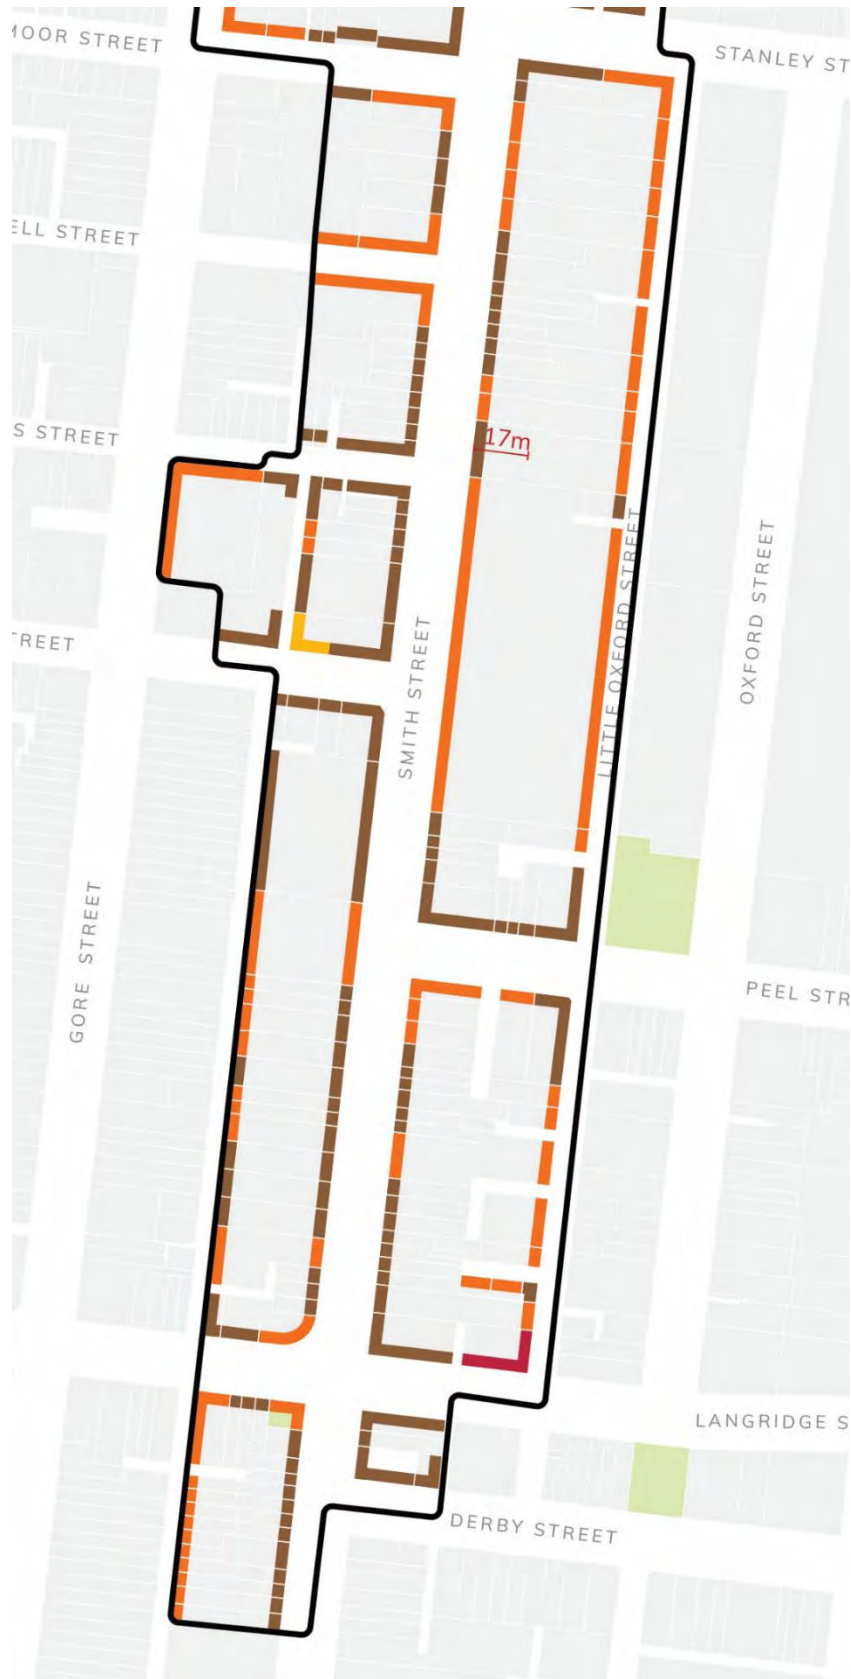 MOOR STREET
STANLEY ST
ELL STREET
S STREET
17m
LITTLE OXFORD STREET
OXFORD STREET
TREET
SMITH STREET
GORE STREET
PEEL STR
LANGRIDGE S
DERBY STREET